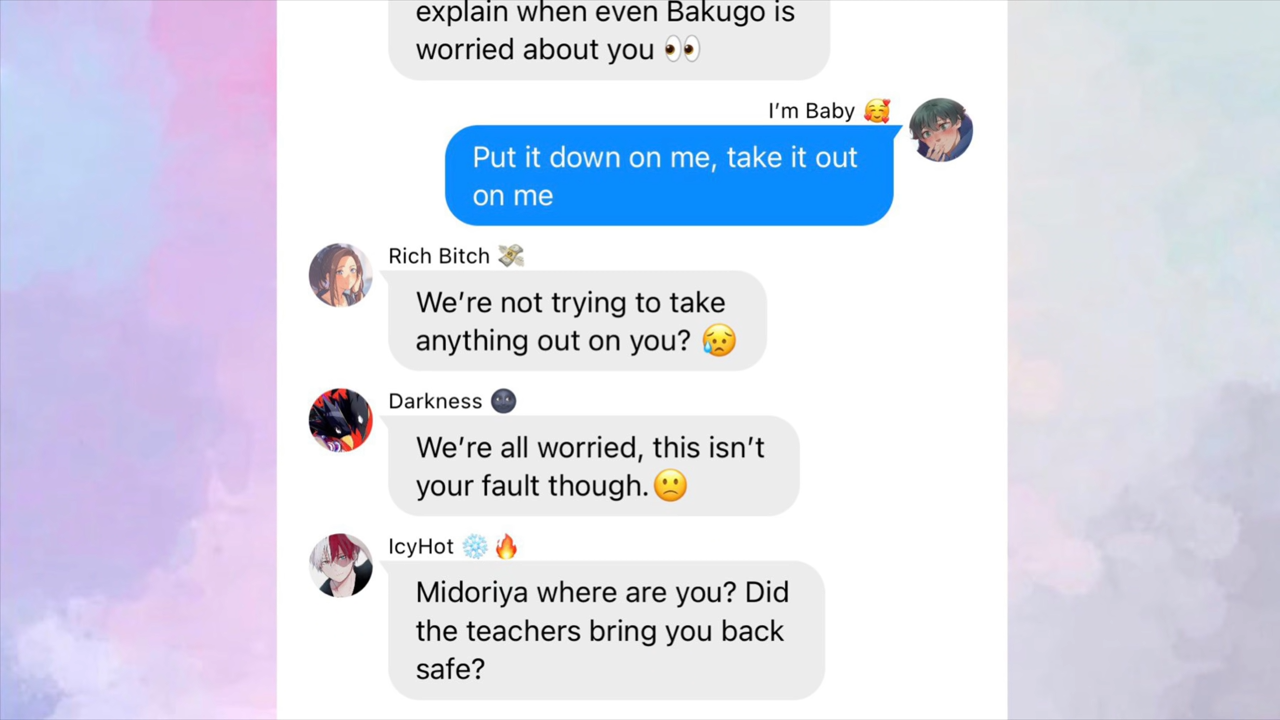 explain when even Bakugo is
worried about you 👀
I'm Baby 🥰
Put it down on me, take it out
on me
Rich Bitch 💸
We're not trying to take
anything out on you? 😥
Darkness 🌚
We're all worried, this isn't
your fault though.🙁
IcyHot ❄️🔥
Midoriya where are you? Did
the teachers bring you back
safe?